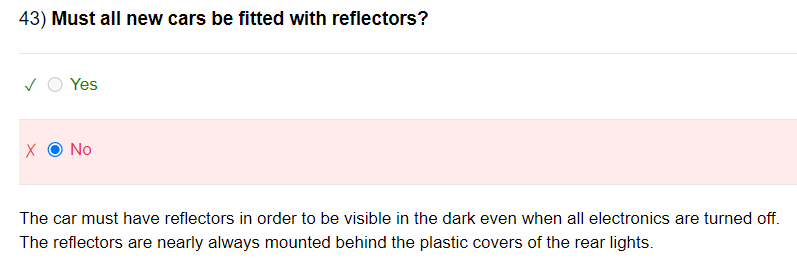 43) Must all new cars be fitted with reflectors?
✓ Yes
✗ No
The car must have reflectors in order to be visible in the dark even when all electronics are turned off.
The reflectors are nearly always mounted behind the plastic covers of the rear lights.